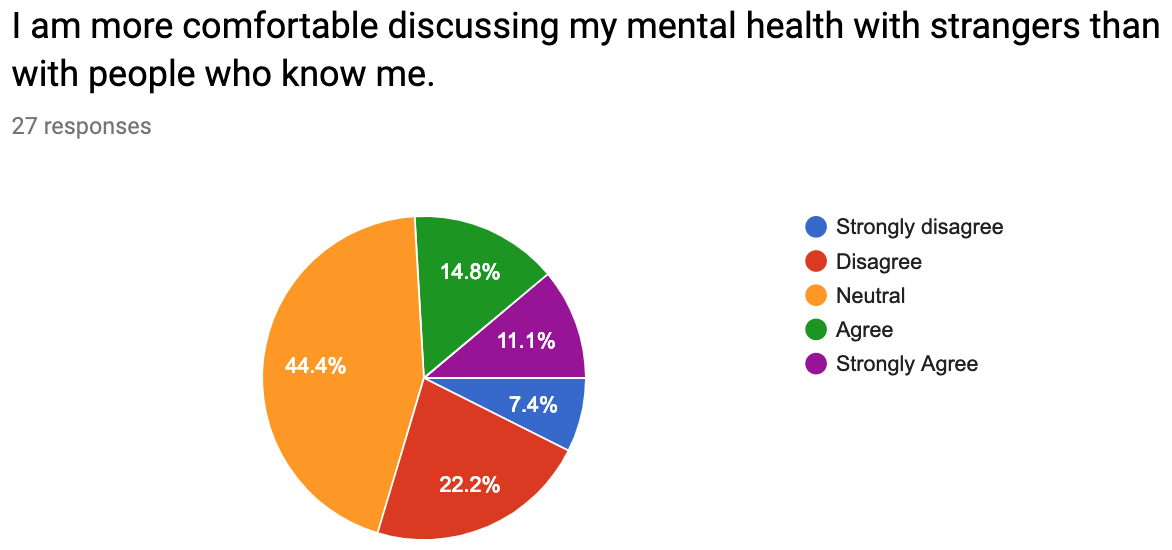 I am more comfortable discussing my mental health with strangers than
with people who know me.
27 responses
Strongly disagree
Disagree
Neutral
Agree
Strongly Agree
14.8%
11.1%
44.4%
7.4%
22.2%